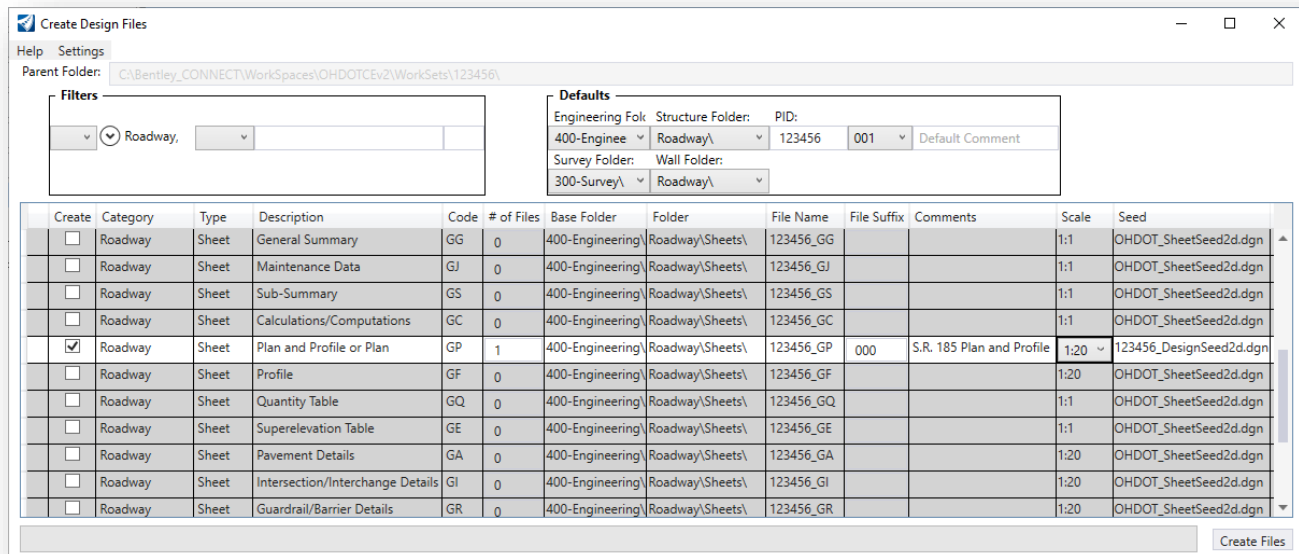 Create Design Files
Help Settings
Parent Folder: C:\Bentley_CONNECT\WorkSpaces\OHDOTCEv2\WorkSets\123456\
Filters
Roadway,
Defaults
Engineering Fol Structure Folder: PID:
400-Enginee Roadway\ 123456 001 Default Comment
Survey Folder: Wall Folder:
300-Survey\ Roadway\
Create Category Type Description Code # of Files Base Folder Folder File Name File Suffix Comments Scale Seed
Roadway Sheet General Summary GG 0 400-Engineering\ Roadway\Sheets\ 123456_GG 1:1 OHDOT_SheetSeed2d.dgn
Roadway Sheet Maintenance Data GJ 0 400-Engineering\ Roadway\Sheets\ 123456_GJ 1:1 OHDOT_SheetSeed2d.dgn
Roadway Sheet Sub-Summary GS 0 400-Engineering\ Roadway\Sheets\ 123456_GS 1:1 OHDOT_SheetSeed2d.dgn
Roadway Sheet Calculations/Computations GC 0 400-Engineering\ Roadway\Sheets\ 123456_GC 1:1 OHDOT_SheetSeed2d.dgn
Roadway Sheet Plan and Profile or Plan GP 1 400-Engineering\ Roadway\Sheets\ 123456_GP 000 S.R. 185 Plan and Profile 1:20 123456_DesignSeed2d.dgn
Roadway Sheet Profile GF 0 400-Engineering\ Roadway\Sheets\ 123456_GF 1:20 OHDOT_SheetSeed2d.dgn
Roadway Sheet Quantity Table GQ 0 400-Engineering\ Roadway\Sheets\ 123456_GQ 1:1 OHDOT_SheetSeed2d.dgn
Roadway Sheet Superelevation Table GE 0 400-Engineering\ Roadway\Sheets\ 123456_GE 1:1 OHDOT_SheetSeed2d.dgn
Roadway Sheet Pavement Details GA 0 400-Engineering\ Roadway\Sheets\ 123456_GA 1:20 OHDOT_SheetSeed2d.dgn
Roadway Sheet Intersection/Interchange Details GI 0 400-Engineering\ Roadway\Sheets\ 123456_GI 1:20 OHDOT_SheetSeed2d.dgn
Roadway Sheet Guardrail/Barrier Details GR 0 400-Engineering\ Roadway\Sheets\ 123456_GR 1:20 OHDOT_SheetSeed2d.dgn
Create Files